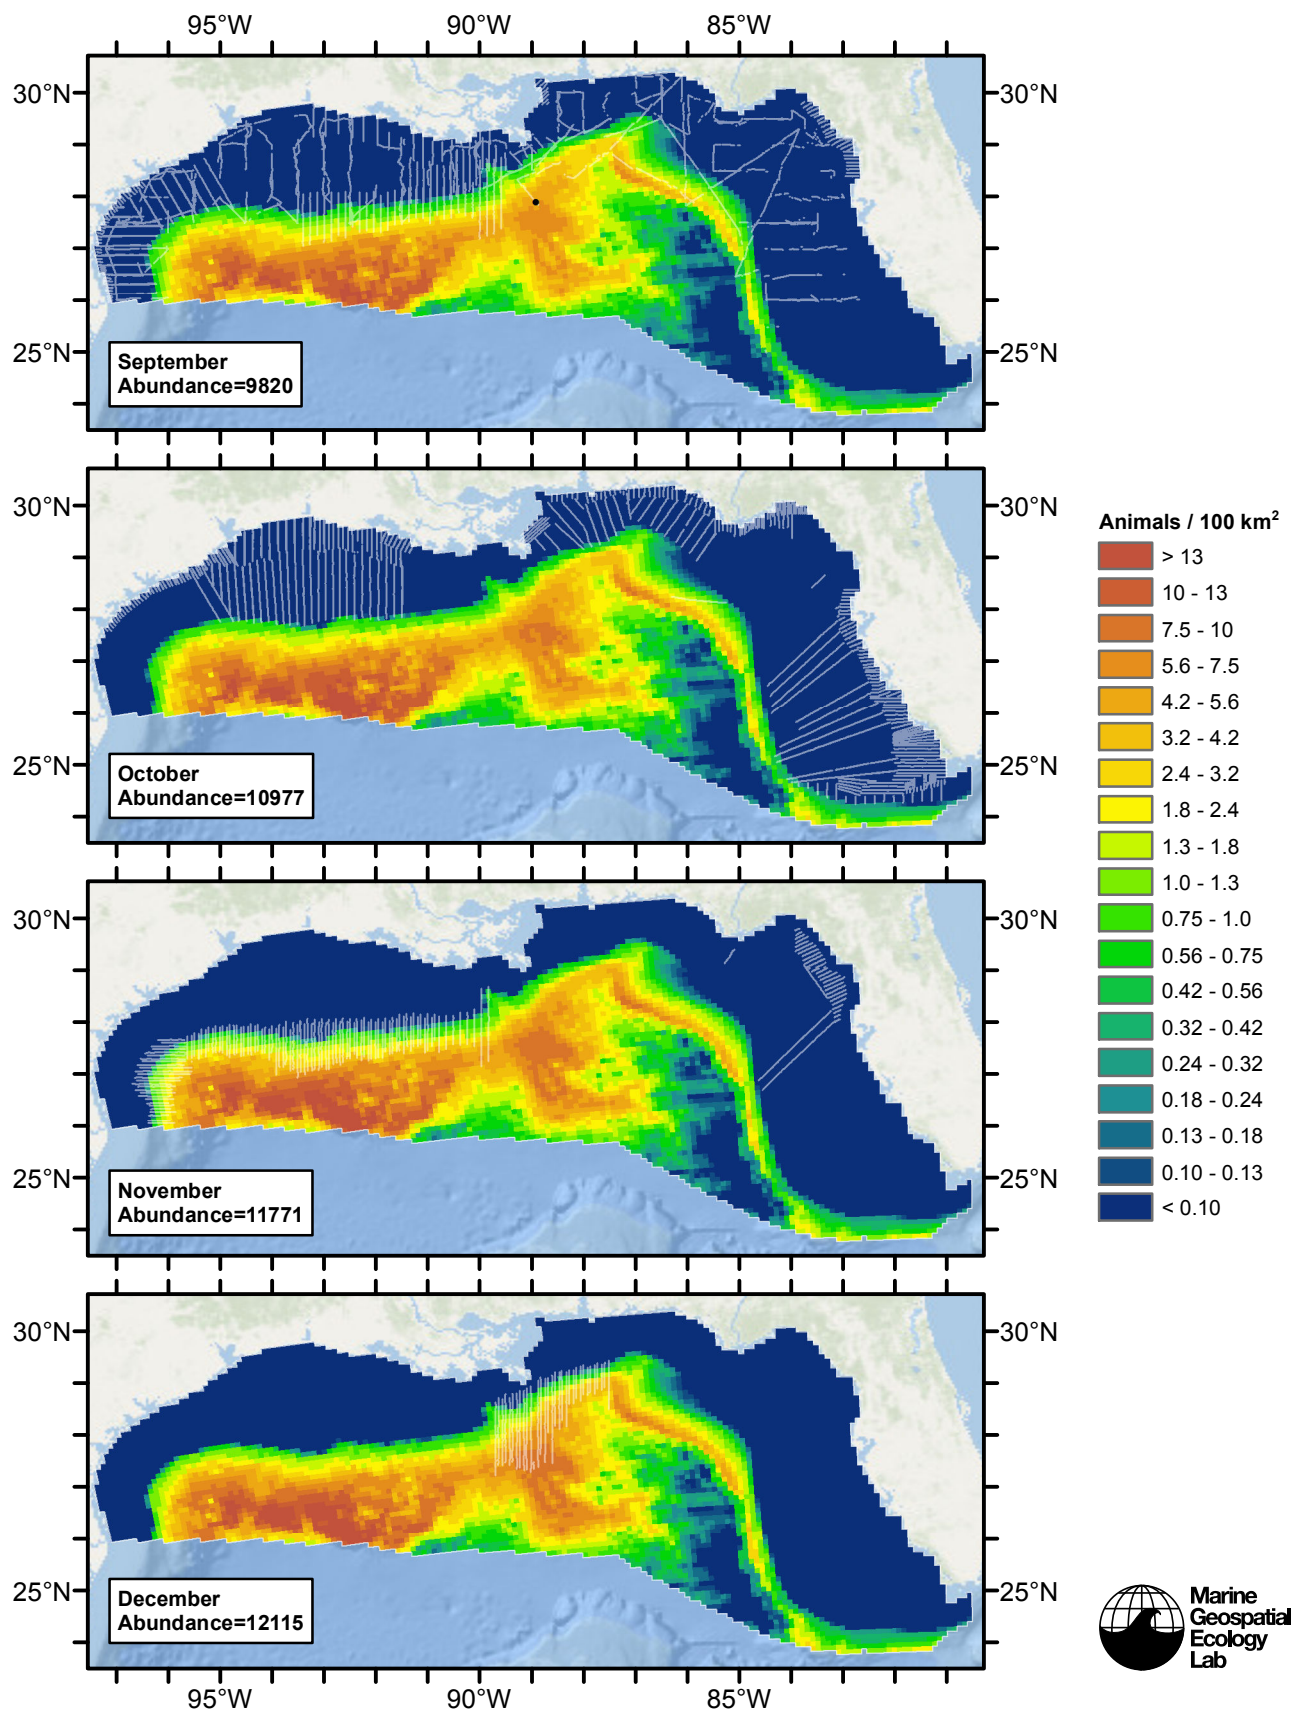 95°W 90°W 85°W
30°N 30°N
25°N 25°N
September
Abundance=9820
30°N 30°N
25°N 25°N
October
Abundance=10977
Animals / 100 km²
> 13
10 - 13
7.5 - 10
5.6 - 7.5
4.2 - 5.6
3.2 - 4.2
2.4 - 3.2
1.8 - 2.4
1.3 - 1.8
1.0 - 1.3
0.75 - 1.0
0.56 - 0.75
0.42 - 0.56
0.32 - 0.42
0.24 - 0.32
0.18 - 0.24
0.13 - 0.18
0.10 - 0.13
< 0.10
30°N
25°N 25°N
November
Abundance=11771
30°N 30°N
25°N 25°N
December
Abundance=12115
95°W 90°W 85°W
Marine
Geospatial
Ecology
Lab